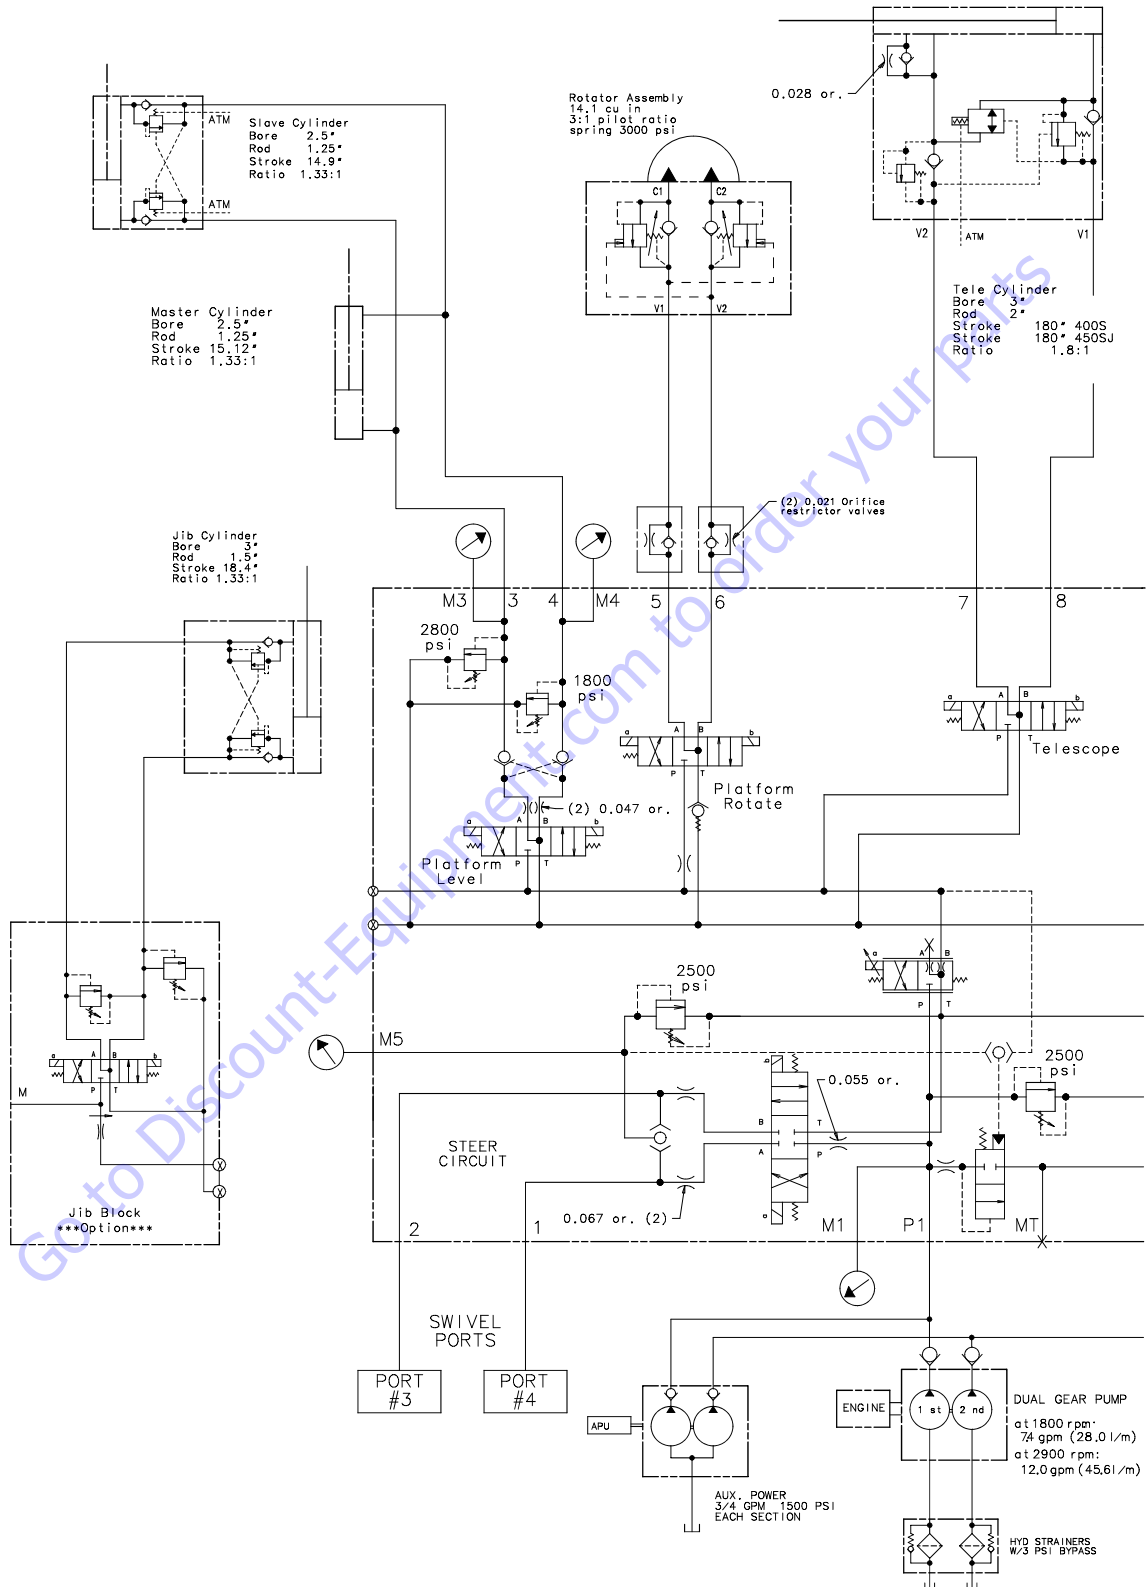 0.028 or.
Rotator Assembly
14.1 cu in
3:1 pilot ratio
spring 3000 psi
ATM
Slave Cylinder
Bore 2.5"
Rod 1.25"
Stroke 14.9"
Ratio 1.33:1
ATM
C1
C2
V1
V2
V2
ATM
V1
Tele Cylinder
Bore 3"
Rod 2"
Stroke 180" 400S
Stroke 180" 450SJ
Ratio 1.8:1
Master Cylinder
Bore 2.5"
Rod 1.25"
Stroke 15.12"
Ratio 1.33:1
(2) 0.021 Orifice
restrictor valves
Jib Cylinder
Bore 3"
Rod 1.5"
Stroke 18.4"
Ratio 1.33:1
M3
3
4
M4
5
6
7
8
2800
psi
1800
psi
a
A
B
b
P
T
Telescope
a
A
B
b
P
T
Platform
Rotate
(2) 0.047 or.
a
A
B
b
P
T
Platform
Level
a
A
B
P
T
2500
psi
M5
2500
psi
a
A
B
b
P
T
M
b
B
T
A
P
a
0.055 or.
STEER
CIRCUIT
0.067 or. (2)
Jib Block
***Option***
2
1
M1
P1
MT
SWIVEL
PORTS
PORT
#3
PORT
#4
APU
ENGINE
1 st
2 nd
DUAL GEAR PUMP
at 1800 rpm:
7.4 gpm (28.0 l/m)
at 2900 rpm:
12.0 gpm (45.6 l/m)
AUX. POWER
3/4 GPM 1500 PSI
EACH SECTION
HYD STRAINERS
W/3 PSI BYPASS
Go to Discount-Equipment.com to order your parts